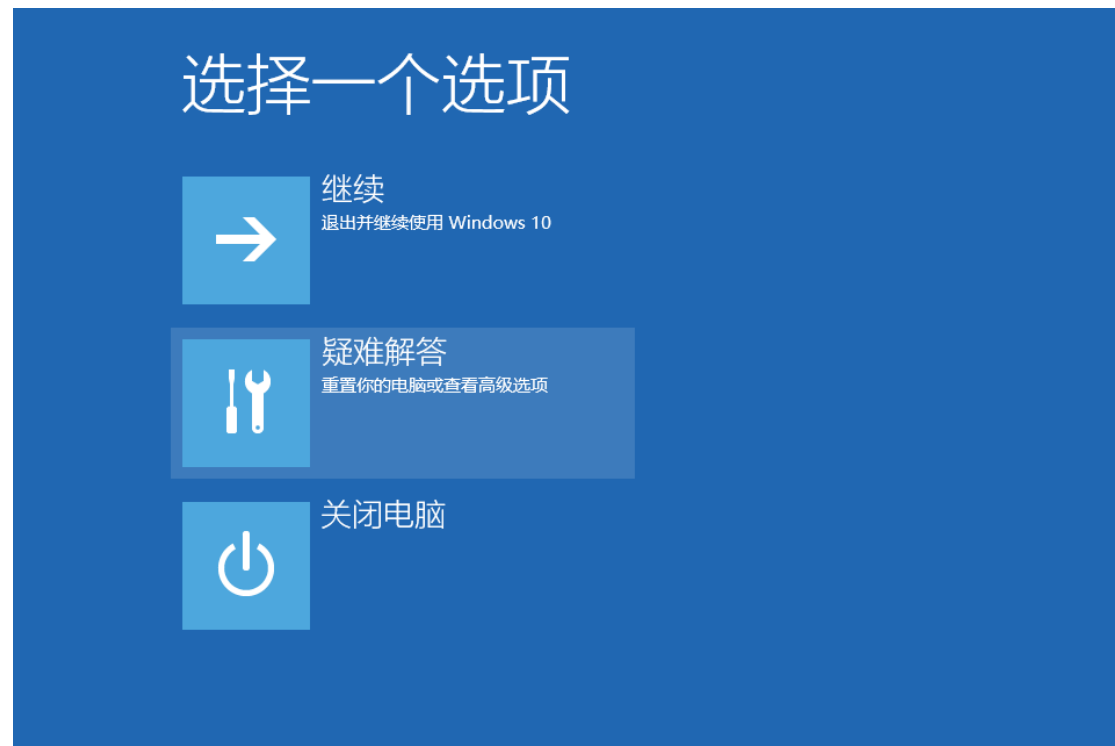 选择一个选项
继续
退出并继续使用 Windows 10
疑难解答
重置你的电脑或查看高级选项
关闭电脑